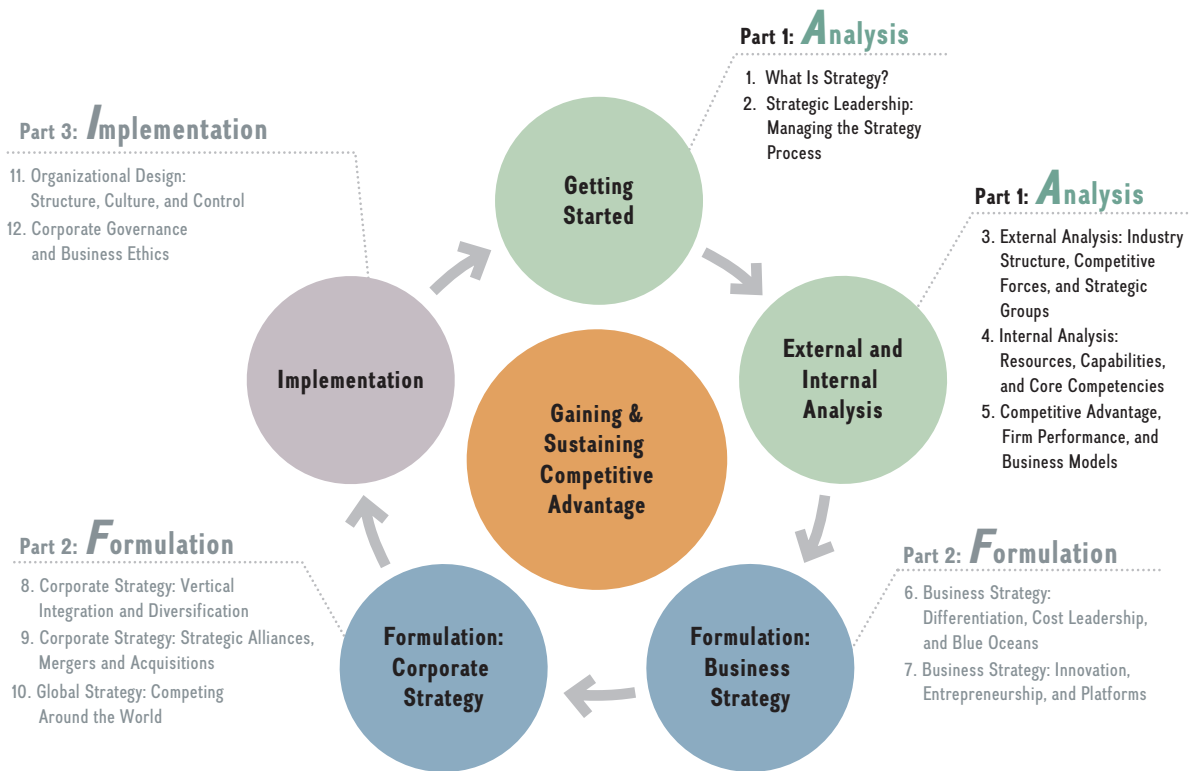 Part 1: Analysis
1. What Is Strategy?
2. Strategic Leadership:
Managing the Strategy
Process
Part 3: Implementation
11. Organizational Design:
Structure, Culture, and Control
12. Corporate Governance
and Business Ethics
Getting
Started
Part 1: Analysis
3. External Analysis: Industry
Structure, Competitive
Forces, and Strategic
Groups
4. Internal Analysis:
Resources, Capabilities,
and Core Competencies
5. Competitive Advantage,
Firm Performance, and
Business Models
External and
Internal
Analysis
Implementation
Gaining &
Sustaining
Competitive
Advantage
Part 2: Formulation
8. Corporate Strategy: Vertical
Integration and Diversification
9. Corporate Strategy: Strategic Alliances,
Mergers and Acquisitions
10. Global Strategy: Competing
Around the World
Formulation:
Corporate
Strategy
Formulation:
Business
Strategy
Part 2: Formulation
6. Business Strategy:
Differentiation, Cost Leadership,
and Blue Oceans
7. Business Strategy: Innovation,
Entrepreneurship, and Platforms